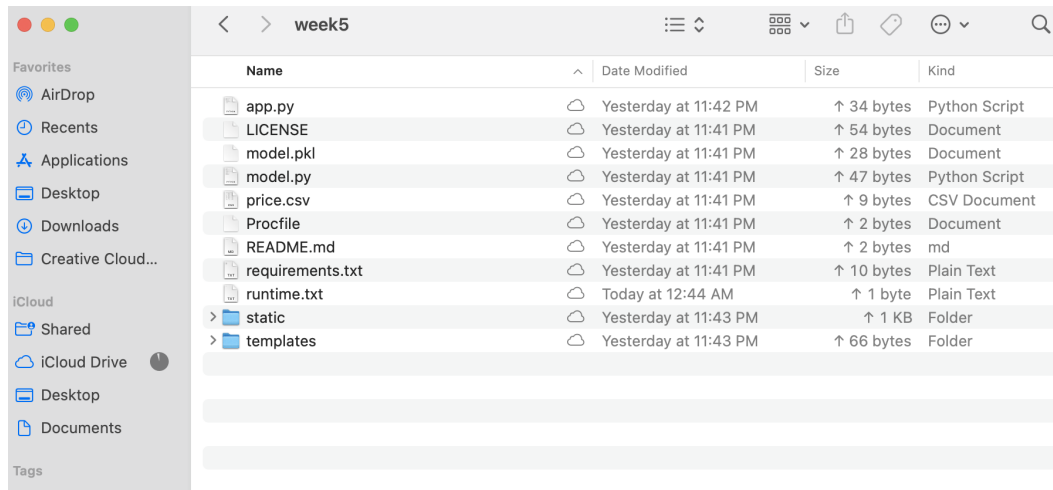 week5
Favorites
AirDrop
Recents
Applications
Desktop
Downloads
Creative Cloud...
iCloud
Shared
iCloud Drive
Desktop
Documents
Tags
Name Date Modified Size Kind
app.py Yesterday at 11:42 PM ↑ 34 bytes Python Script
LICENSE Yesterday at 11:41 PM ↑ 54 bytes Document
model.pkl Yesterday at 11:41 PM ↑ 28 bytes Document
model.py Yesterday at 11:41 PM ↑ 47 bytes Python Script
price.csv Yesterday at 11:41 PM ↑ 9 bytes CSV Document
Procfile Yesterday at 11:41 PM ↑ 2 bytes Document
README.md Yesterday at 11:41 PM ↑ 2 bytes md
requirements.txt Yesterday at 11:41 PM ↑ 10 bytes Plain Text
runtime.txt Today at 12:44 AM ↑ 1 byte Plain Text
static Yesterday at 11:43 PM ↑ 1 KB Folder
templates Yesterday at 11:43 PM ↑ 66 bytes Folder